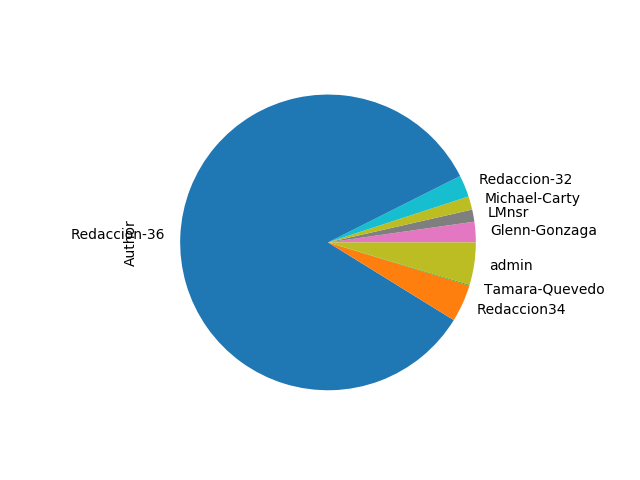 Redaccion-32
Michael-Carty
LMnsr
Glenn-Gonzaga
Redaccion-36
Author
admin
Tamara-Quevedo
Redaccion34